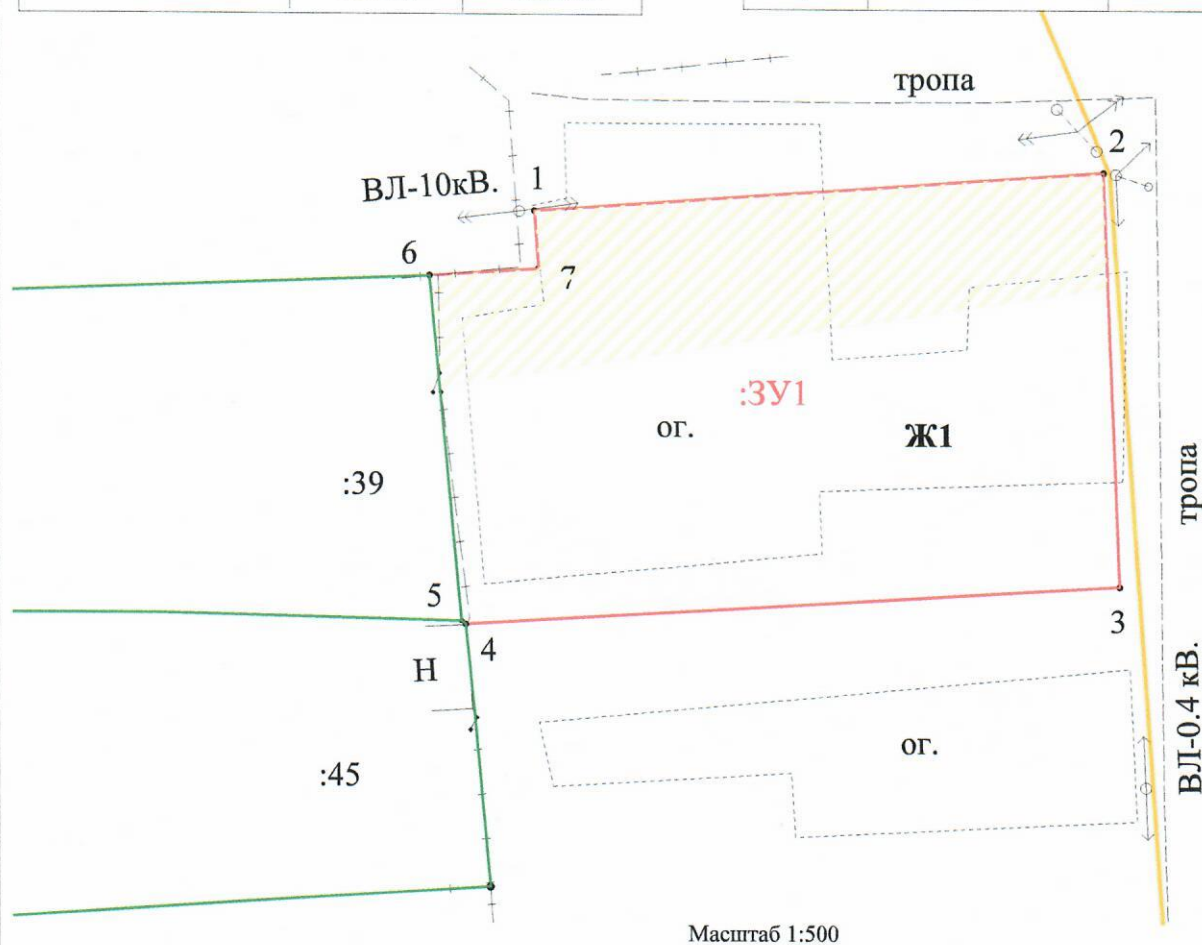 тропа
2
ВЛ-10кВ.
1
6
7
:ЗУ1
ог.
Ж1
:39
тропа
5
3
4
Н
ВЛ-0.4 кВ.
ог.
:45
Масштаб 1:500